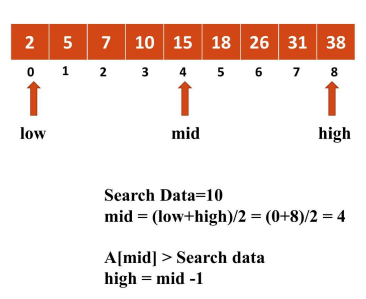 2 5 7 10 15 18 26 31 38
0 1 2 3 4 5 6 7 8
low mid high
Search Data=10
mid = (low+high)/2 = (0+8)/2 = 4
A[mid] > Search data
high = mid -1